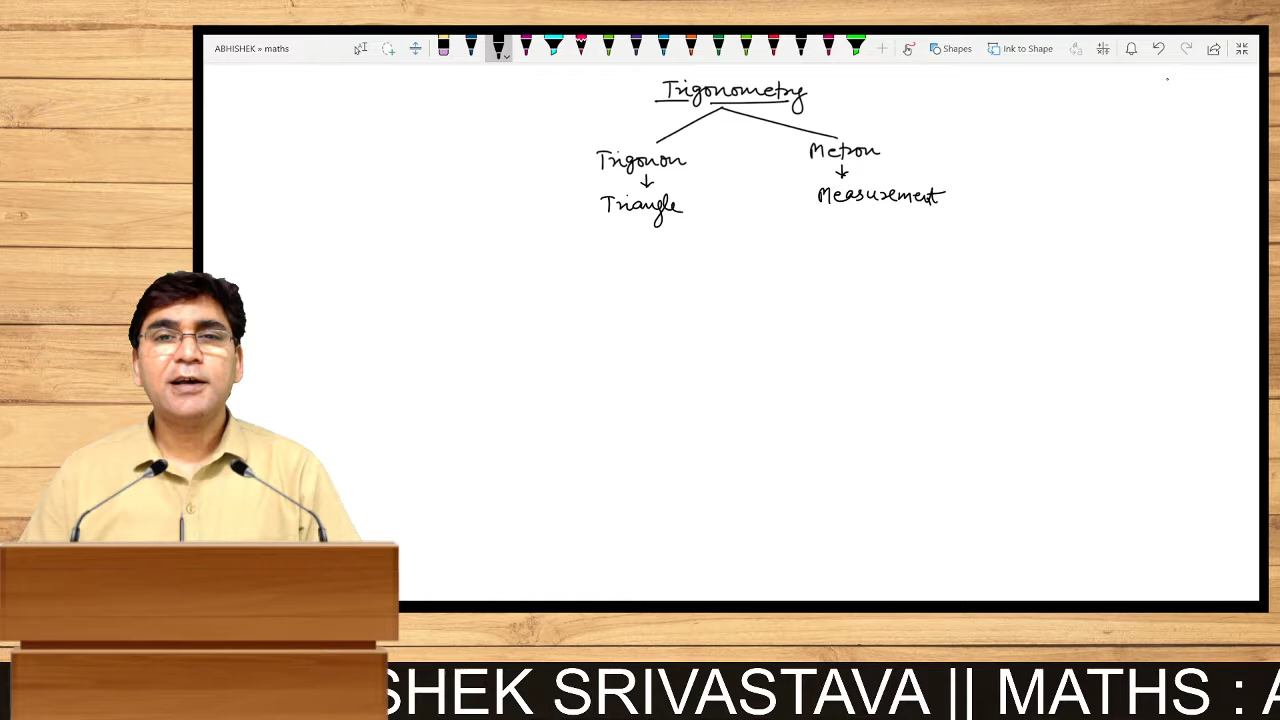 ABHISHEK » maths
Shapes
Ink to Shape
Trigonometry
Trigonon
Metron
Triangle
Measurement
SHEK SRIVASTAVA || MATHS : A